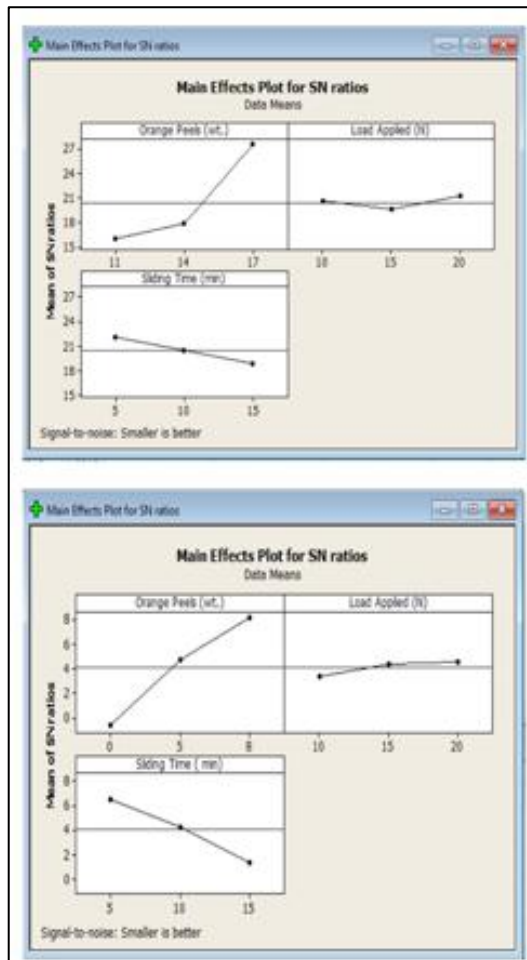 Main Effects Plot for SN ratios
Main Effects Plot for SN ratios
Data Means
Orange Peels (wt.) Load Applied (N)
27
24
21
18
15
11 14 17 10 15 20
Sliding Time (min)
27
24
21
18
15
5 10 15
Mean of SN ratios
Signal-to-noise: Smaller is better
Main Effects Plot for SN ratios
Main Effects Plot for SN ratios
Data Means
Orange Peels (wt.) Load Applied (N)
8
6
4
2
0
0 5 8 10 15 20
Sliding Time ( min)
8
6
4
2
0
5 10 15
Mean of SN ratios
Signal-to-noise: Smaller is better